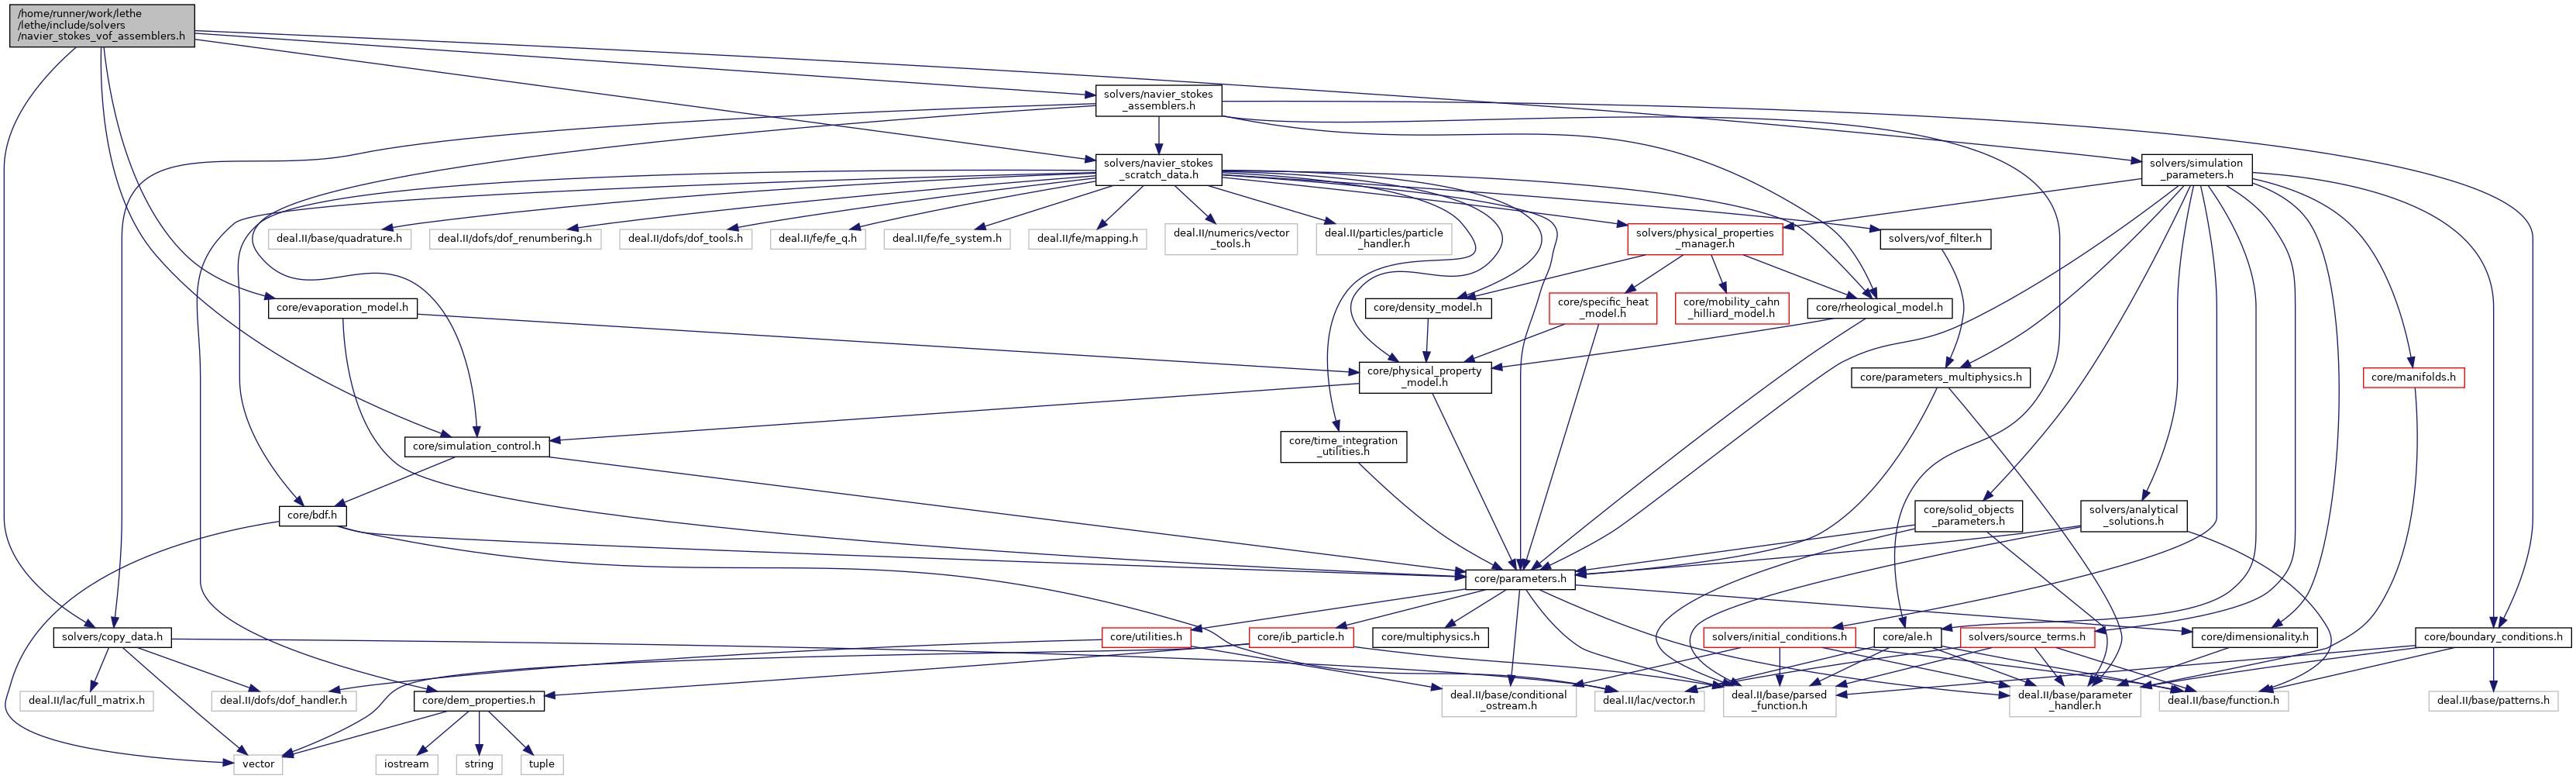 /home/runner/work/lethe
/lethe/include/solvers
/navier_stokes_vof_assemblers.h
solvers/navier_stokes
_assemblers.h
solvers/navier_stokes
_scratch_data.h
solvers/simulation
_parameters.h
deal.II/base/quadrature.h
deal.II/dofs/dof_renumbering.h
deal.II/dofs/dof_tools.h
deal.II/fe/fe_q.h
deal.II/fe/fe_system.h
deal.II/fe/mapping.h
deal.II/numerics/vector
_tools.h
deal.II/particles/particle
_handler.h
solvers/physical_properties
_manager.h
solvers/vof_filter.h
core/evaporation_model.h
core/density_model.h
core/specific_heat
_model.h
core/mobility_cahn
_hilliard_model.h
core/rheological_model.h
core/physical_property
_model.h
core/parameters_multiphysics.h
core/manifolds.h
core/simulation_control.h
core/time_integration
_utilities.h
core/bdf.h
core/solid_objects
_parameters.h
solvers/analytical
_solutions.h
core/parameters.h
solvers/copy_data.h
core/utilities.h
core/ib_particle.h
core/multiphysics.h
solvers/initial_conditions.h
core/ale.h
solvers/source_terms.h
core/dimensionality.h
core/boundary_conditions.h
deal.II/lac/full_matrix.h
deal.II/dofs/dof_handler.h
core/dem_properties.h
deal.II/base/conditional
_ostream.h
deal.II/lac/vector.h
deal.II/base/parsed
_function.h
deal.II/base/parameter
_handler.h
deal.II/base/function.h
deal.II/base/patterns.h
vector
iostream
string
tuple